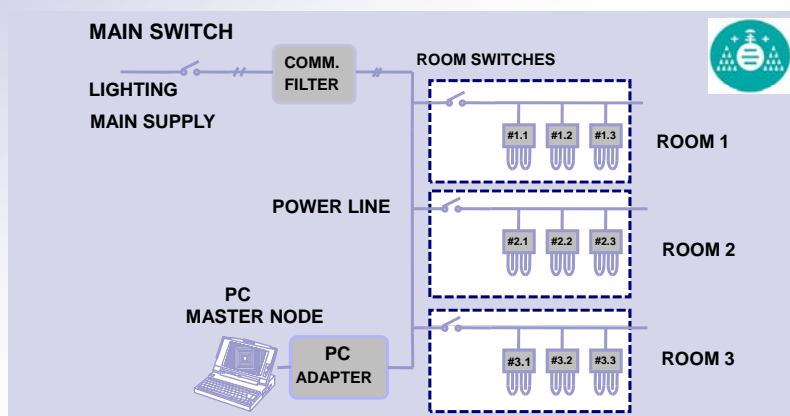 MAIN SWITCH
COMM.
FILTER
ROOM SWITCHES
LIGHTING
MAIN SUPPLY
#1.1 #1.2 #1.3
ROOM 1
POWER LINE
#2.1 #2.2 #2.3
ROOM 2
PC
MASTER NODE
PC
ADAPTER
#3.1 #3.2 #3.3
ROOM 3